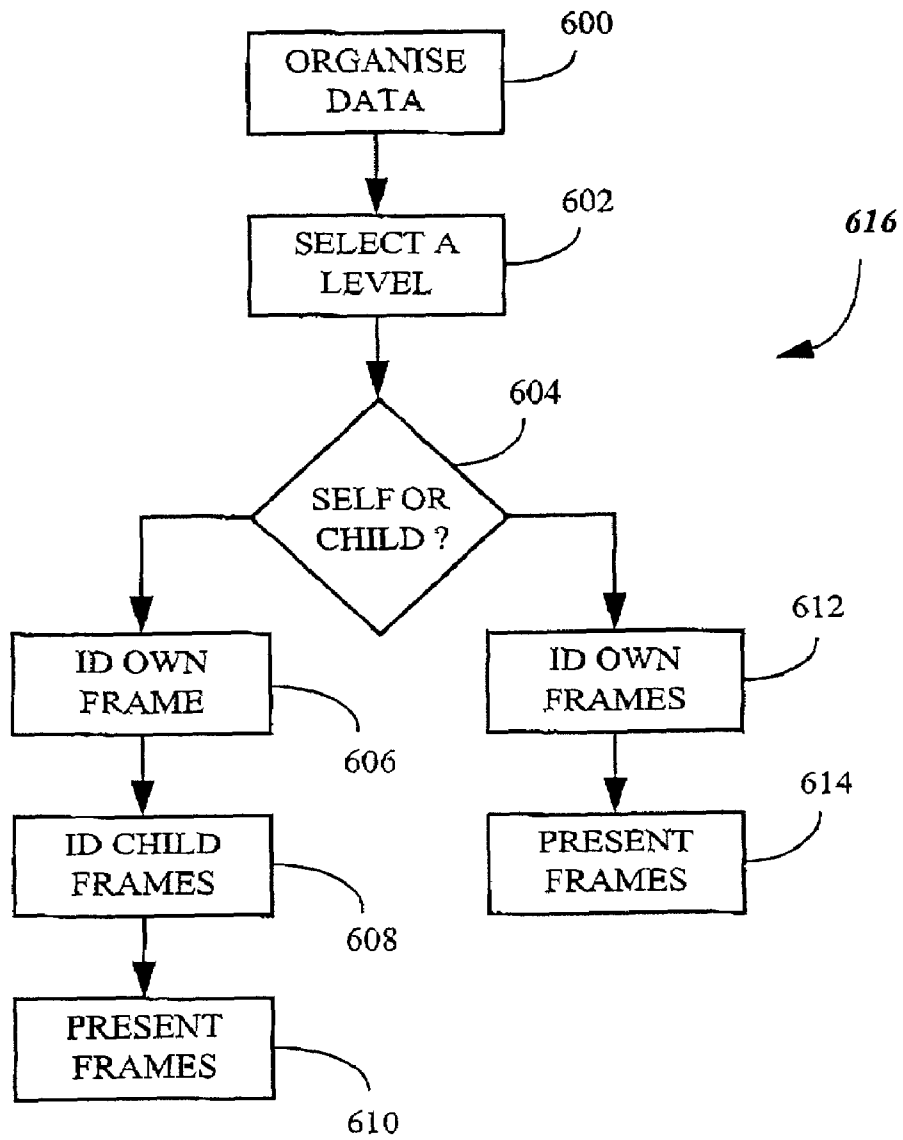 600
ORGANISE
DATA
602
SELECT A
LEVEL
616
604
SELF OR
CHILD ?
ID OWN
FRAME
606
ID CHILD
FRAMES
608
PRESENT
FRAMES
610
612
ID OWN
FRAMES
614
PRESENT
FRAMES